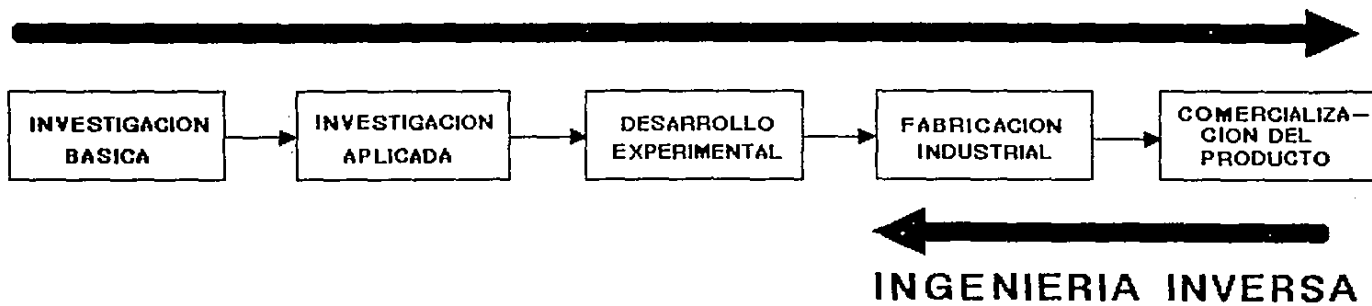 INVESTIGACION
BASICA
INVESTIGACION
APLICADA
DESARROLLO
EXPERIMENTAL
FABRICACION
INDUSTRIAL
COMERCIALIZA-
CION DEL
PRODUCTO
INGENIERIA INVERSA